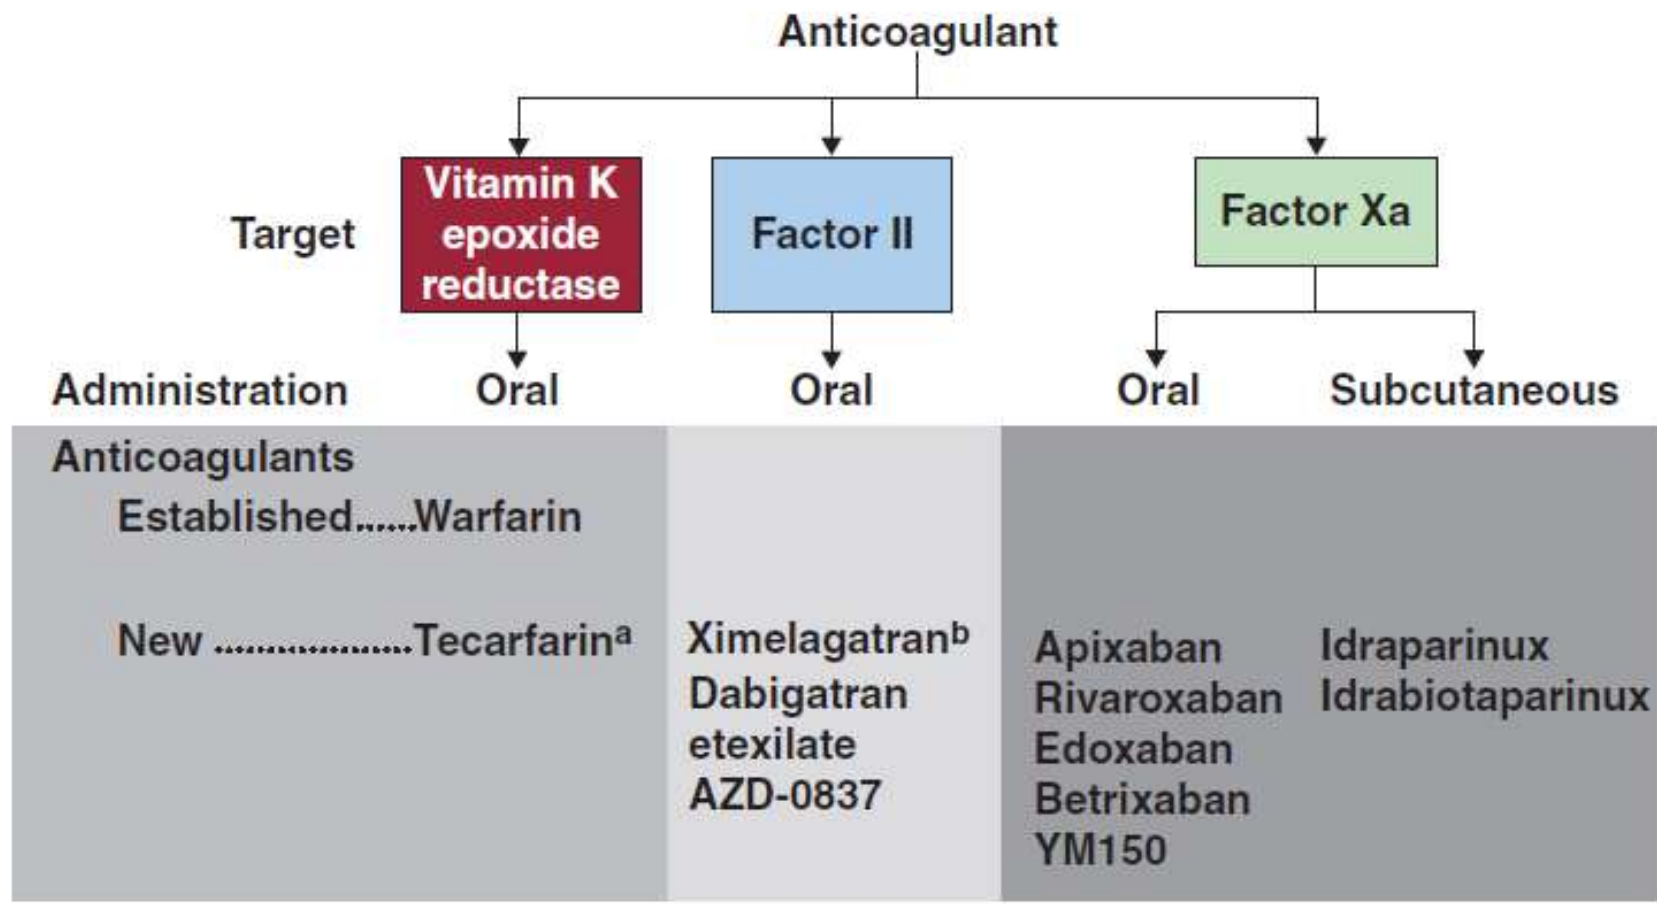 Anticoagulant
Target
Vitamin K
epoxide
reductase
Factor II
Factor Xa
Administration
Oral
Oral
Oral
Subcutaneous
Anticoagulants
Established......Warfarin
New ....................Tecarfarinᵃ
Ximelagatranᵇ
Dabigatran
etexilate
AZD-0837
Apixaban
Rivaroxaban
Edoxaban
Betrixaban
YM150
Idraparinux
Idrabiotaparinux